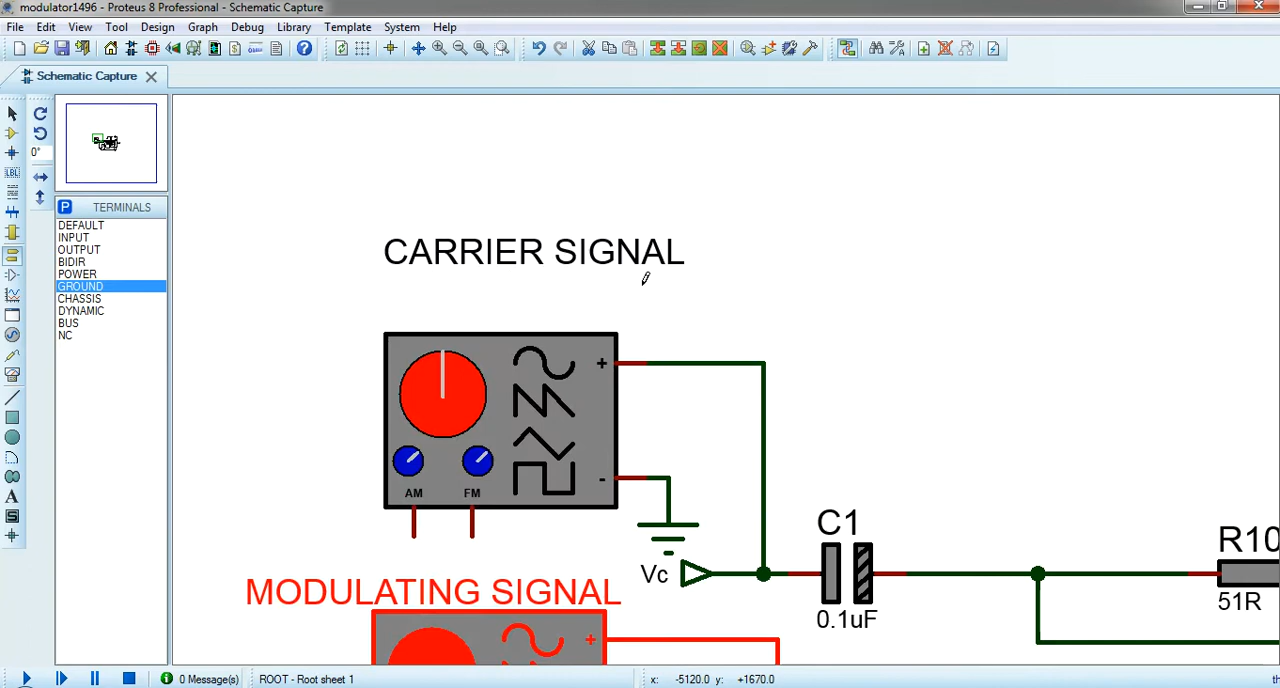 modulator1496 - Proteus 8 Professional - Schematic Capture
File Edit View Tool Design Graph Debug Library Template System Help
Schematic Capture
0°
LBL
P TERMINALS
DEFAULT
INPUT
OUTPUT
BIDIR
POWER
GROUND
CHASSIS
DYNAMIC
BUS
NC
A
S
CARRIER SIGNAL
+
-
AM FM
C1
Vc
0.1uF
R10
51R
MODULATING SIGNAL
+
0 Message(s) ROOT - Root sheet 1 x: -5120.0 y: +1670.0 th